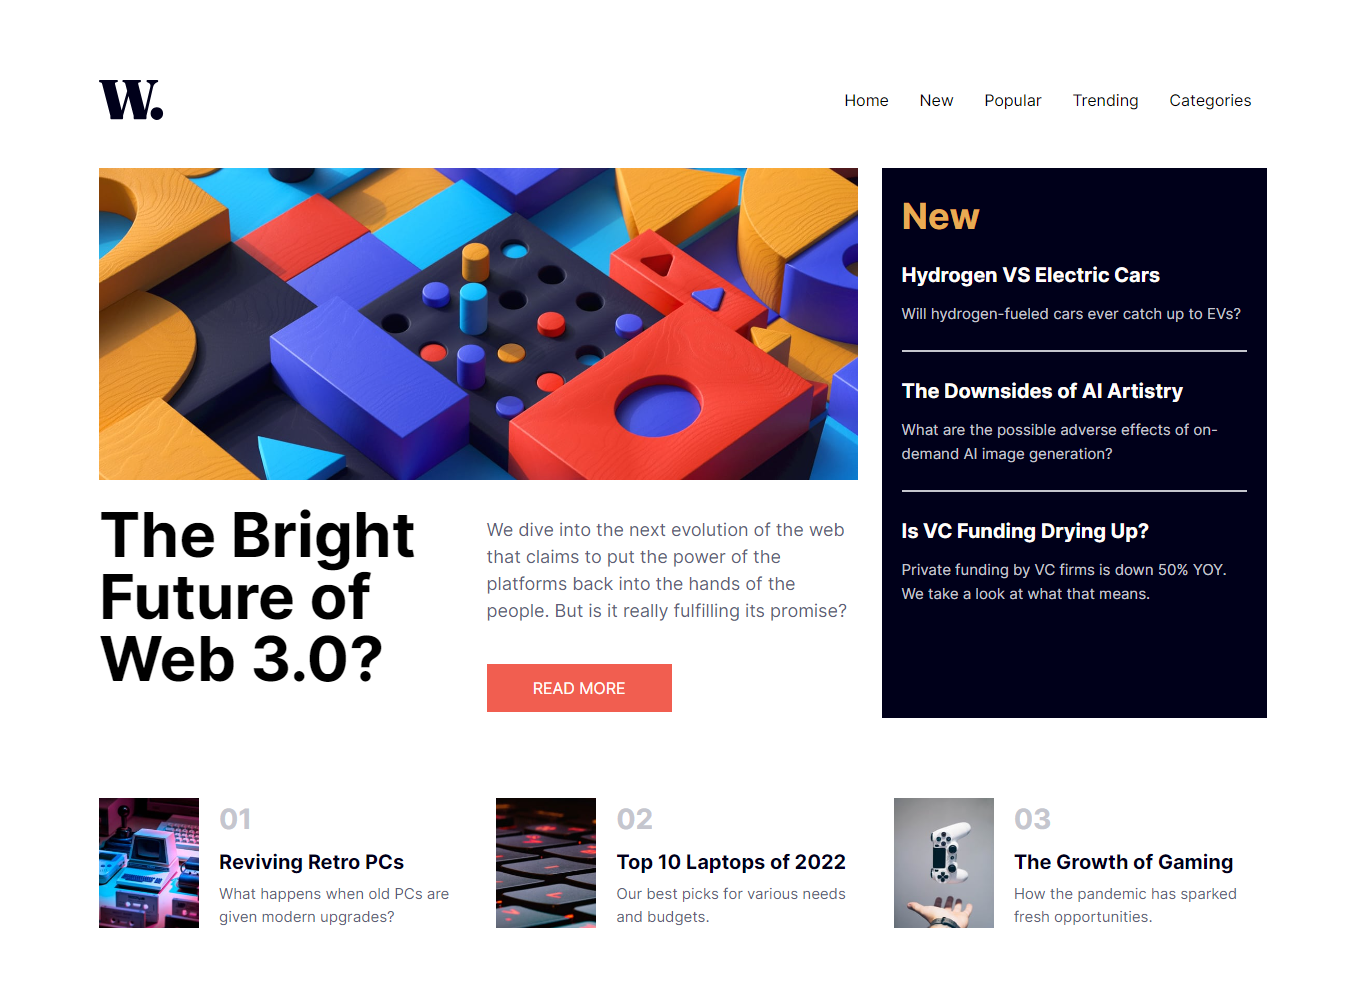 W.
Home New Popular Trending Categories
The Bright
Future of
Web 3.0?
We dive into the next evolution of the web
that claims to put the power of the
platforms back into the hands of the
people. But is it really fulfilling its promise?
READ MORE
New
Hydrogen VS Electric Cars
Will hydrogen-fueled cars ever catch up to EVs?
The Downsides of AI Artistry
What are the possible adverse effects of on-
demand AI image generation?
Is VC Funding Drying Up?
Private funding by VC firms is down 50% YOY.
We take a look at what that means.
01
Reviving Retro PCs
What happens when old PCs are
given modern upgrades?
02
Top 10 Laptops of 2022
Our best picks for various needs
and budgets.
03
The Growth of Gaming
How the pandemic has sparked
fresh opportunities.